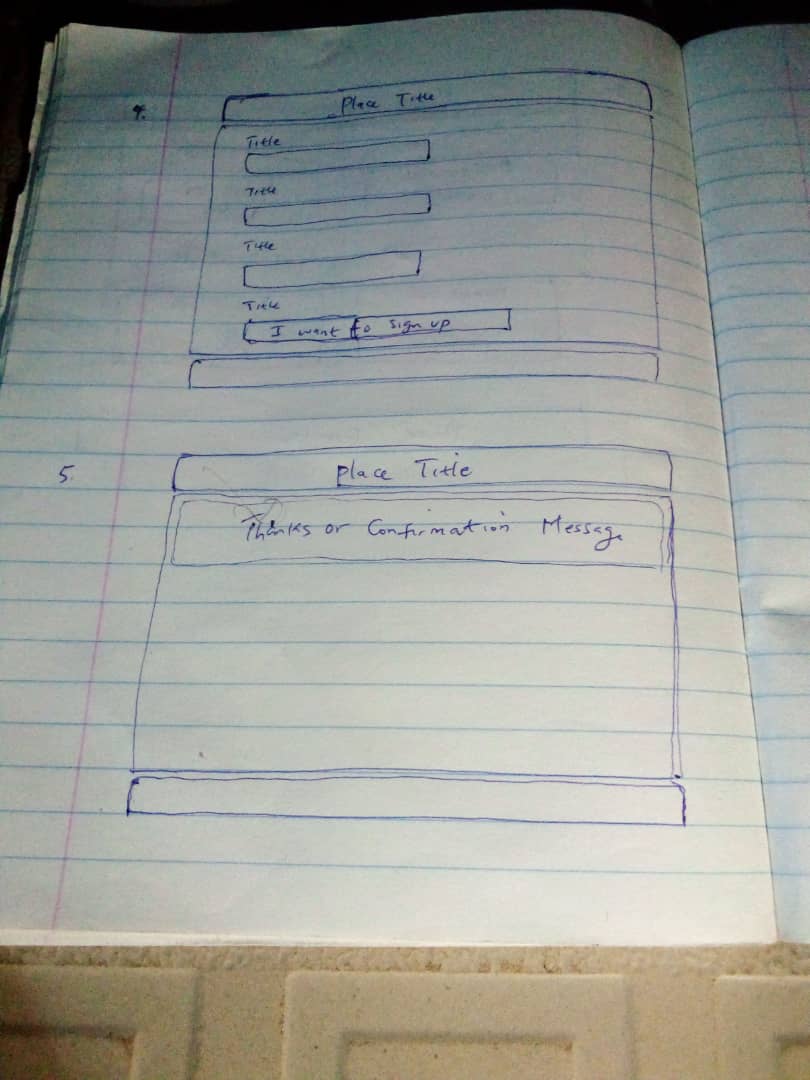 4.
Place Title
Title
Title
Title
Title
I want to sign up
5.
place Title
Thanks or Confirmation Message